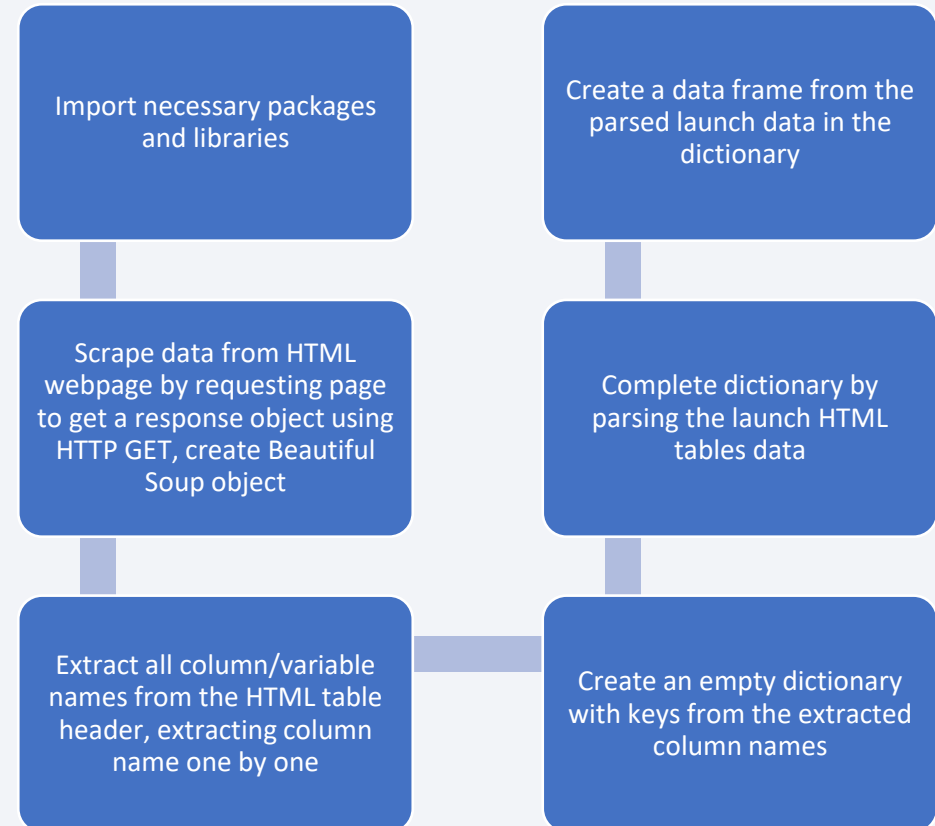 Import necessary packages
and libraries
Scrape data from HTML
webpage by requesting page
to get a response object using
HTTP GET, create Beautiful
Soup object
Extract all column/variable
names from the HTML table
header, extracting column
name one by one
Create an empty dictionary
with keys from the extracted
column names
Complete dictionary by
parsing the launch HTML
tables data
Create a data frame from the
parsed launch data in the
dictionary